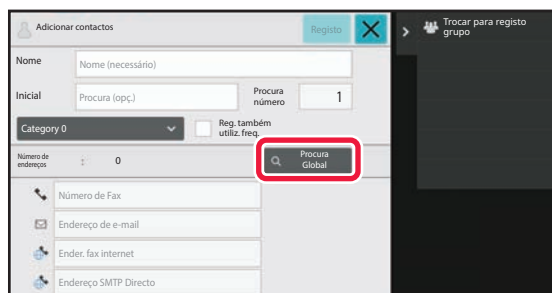 Adicionar contactos
Registo
Trocar para registo
grupo
Nome
Nome (necessário)
Inicial
Procura (opç.)
Procura
número
1
Category 0
Reg. também
utiliz. freq.
Número de
endereços
:
0
Procura
Global
Número de Fax
Endereço de e-mail
Ender. fax internet
Endereço SMTP Directo